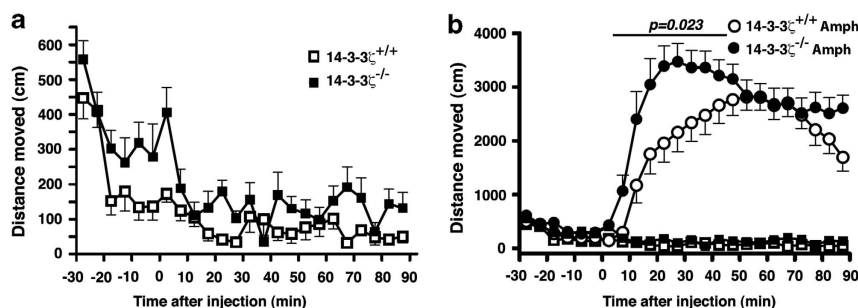 a
600
500
400
300
200
100
0
Distance moved (cm)
14-3-3ζ+/+
14-3-3ζ-/-
-30 -20 -10 0 10 20 30 40 50 60 70 80 90
Time after injection (min)
b
p=0.023
14-3-3ζ+/+ Amph
14-3-3ζ-/- Amph
4000
3000
2000
1000
0
Distance moved (cm)
-30 -20 -10 0 10 20 30 40 50 60 70 80 90
Time after injection (min)